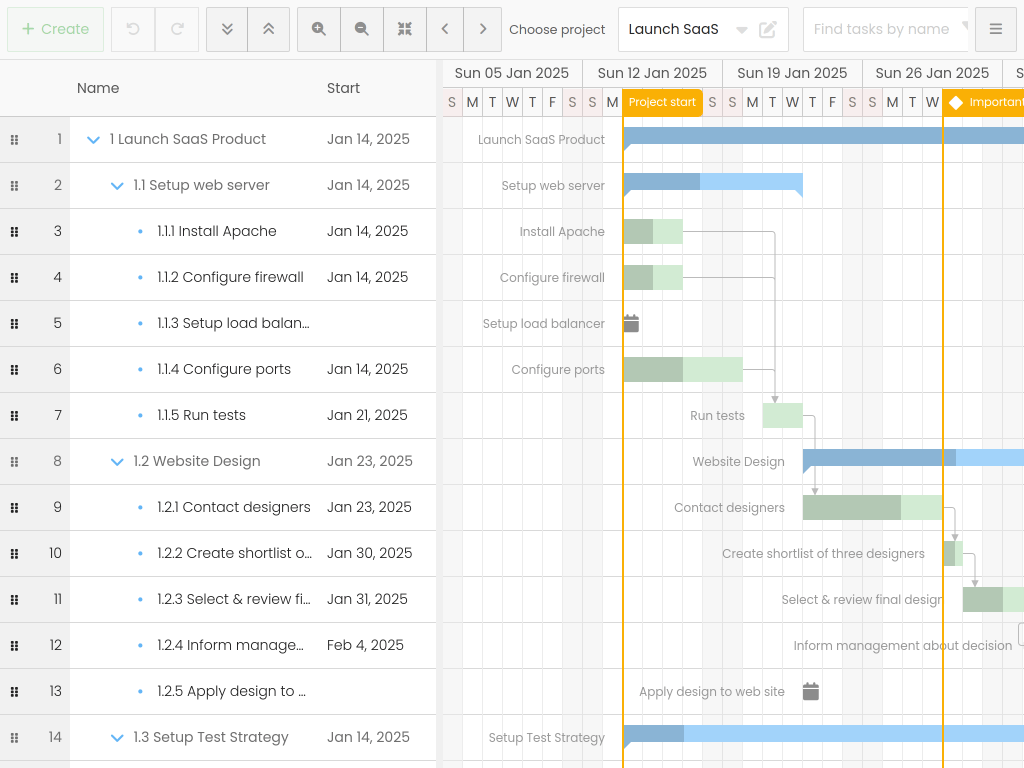 Create
Choose project
Launch SaaS
Find tasks by name
Name Start
Sun 05 Jan 2025 Sun 12 Jan 2025 Sun 19 Jan 2025 Sun 26 Jan 2025 S
S M T W T F S S M Project start S S M T W T F S S M T W Important
1 1 Launch SaaS Product Jan 14, 2025 Launch SaaS Product
2 1.1 Setup web server Jan 14, 2025 Setup web server
3 1.1.1 Install Apache Jan 14, 2025 Install Apache
4 1.1.2 Configure firewall Jan 14, 2025 Configure firewall
5 1.1.3 Setup load balan... Setup load balancer
6 1.1.4 Configure ports Jan 14, 2025 Configure ports
7 1.1.5 Run tests Jan 21, 2025 Run tests
8 1.2 Website Design Jan 23, 2025 Website Design
9 1.2.1 Contact designers Jan 23, 2025 Contact designers
10 1.2.2 Create shortlist o... Jan 30, 2025 Create shortlist of three designers
11 1.2.3 Select & review fi... Jan 31, 2025 Select & review final design
12 1.2.4 Inform manage... Feb 4, 2025 Inform management about decision
13 1.2.5 Apply design to ... Apply design to web site
14 1.3 Setup Test Strategy Jan 14, 2025 Setup Test Strategy